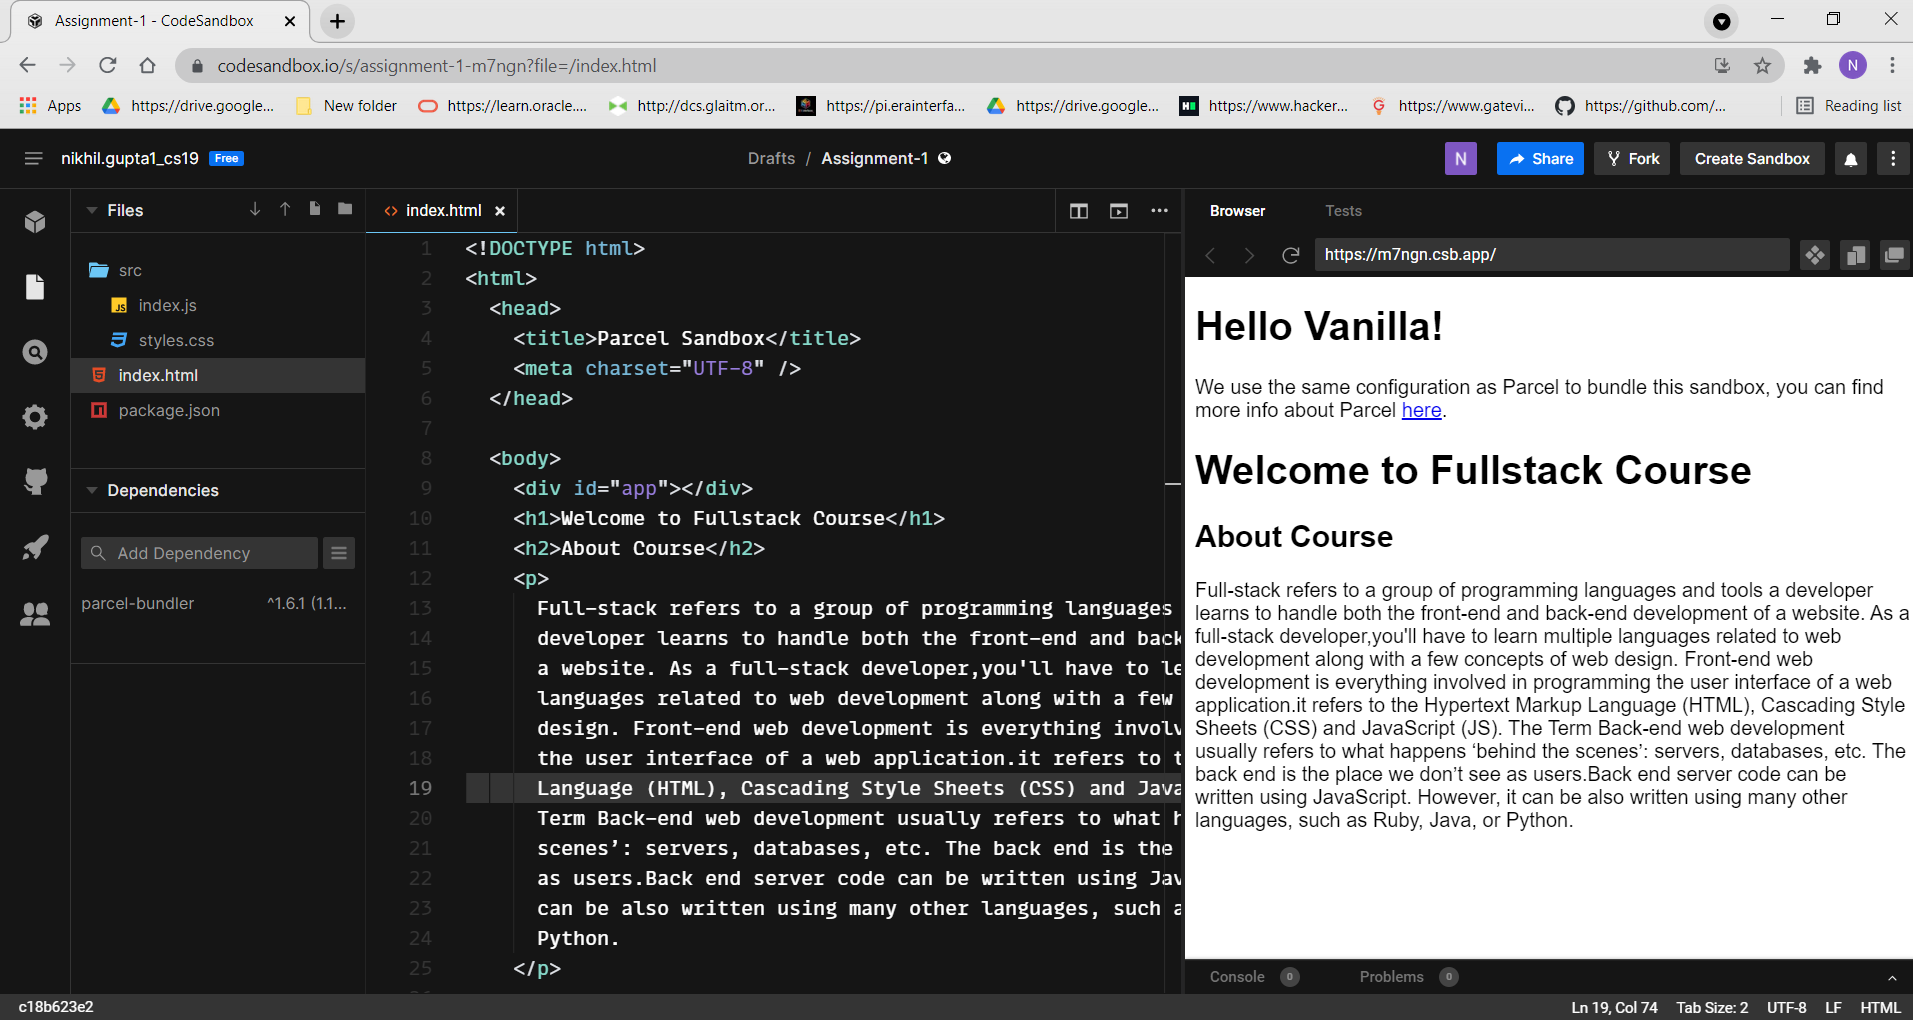 Assignment-1 - CodeSandbox
codesandbox.io/s/assignment-1-m7ngn?file=/index.html
N
Apps
https://drive.google...
New folder
https://learn.oracle....
http://dcs.glaitm.or...
https://pi.erainterfa...
https://drive.google...
https://www.hacker...
https://www.gatevi...
https://github.com/...
Reading list
nikhil.gupta1_cs19 Free
Drafts / Assignment-1
N
Share
Fork
Create Sandbox
Files
src
JS index.js
styles.css
index.html
package.json
Dependencies
Add Dependency
parcel-bundler ^1.6.1 (1.1...
<> index.html
1 <!DOCTYPE html>
2 <html>
3 <head>
4 <title>Parcel Sandbox</title>
5 <meta charset="UTF-8" />
6 </head>
7
8 <body>
9 <div id="app"></div>
10 <h1>Welcome to Fullstack Course</h1>
11 <h2>About Course</h2>
12 <p>
13 Full-stack refers to a group of programming languages
14 developer learns to handle both the front-end and back
15 a website. As a full-stack developer,you'll have to le
16 languages related to web development along with a few
17 design. Front-end web development is everything involv
18 the user interface of a web application.it refers to t
19 Language (HTML), Cascading Style Sheets (CSS) and Java
20 Term Back-end web development usually refers to what h
21 scenes’: servers, databases, etc. The back end is the
22 as users.Back end server code can be written using Jav
23 can be also written using many other languages, such a
24 Python.
25 </p>
Browser
Tests
https://m7ngn.csb.app/
Hello Vanilla!
We use the same configuration as Parcel to bundle this sandbox, you can find
more info about Parcel here.
Welcome to Fullstack Course
About Course
Full-stack refers to a group of programming languages and tools a developer
learns to handle both the front-end and back-end development of a website. As a
full-stack developer,you'll have to learn multiple languages related to web
development along with a few concepts of web design. Front-end web
development is everything involved in programming the user interface of a web
application.it refers to the Hypertext Markup Language (HTML), Cascading Style
Sheets (CSS) and JavaScript (JS). The Term Back-end web development
usually refers to what happens ‘behind the scenes’: servers, databases, etc. The
back end is the place we don’t see as users.Back end server code can be
written using JavaScript. However, it can be also written using many other
languages, such as Ruby, Java, or Python.
Console 0
Problems 0
c18b623e2
Ln 19, Col 74
Tab Size: 2
UTF-8
LF
HTML